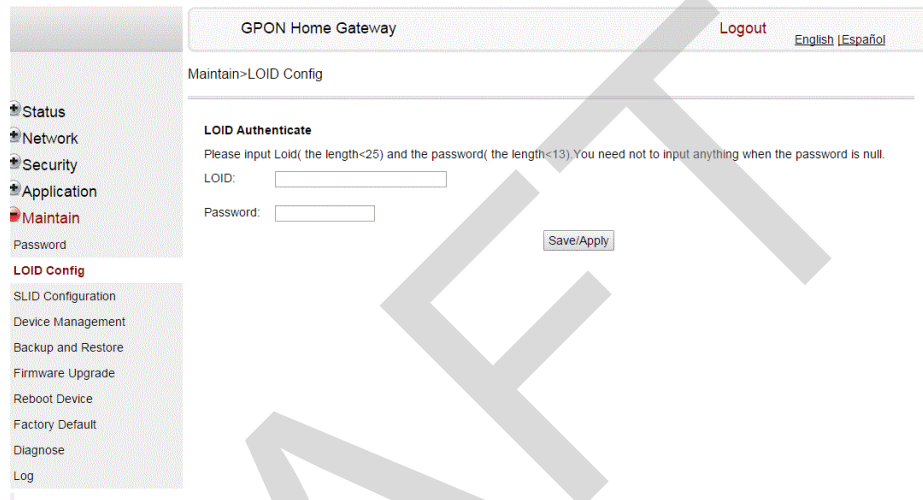 GPON Home Gateway
Logout
English |Español
Maintain>LOID Config
Status
Network
Security
Application
Maintain
Password
LOID Config
SLID Configuration
Device Management
Backup and Restore
Firmware Upgrade
Reboot Device
Factory Default
Diagnose
Log
LOID Authenticate
Please input Loid( the length<25) and the password( the length<13).You need not to input anything when the password is null.
LOID:
Password:
Save/Apply
AFT